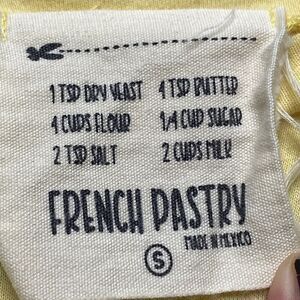 1 TSP DRY YEAST 4 TSP BUTTER
4 CUPS FLOUR 1/4 CUP SUGAR
2 TSP SALT 2 CUPS MILK
FRENCH PASTRY
MADE IN MEXICO
S